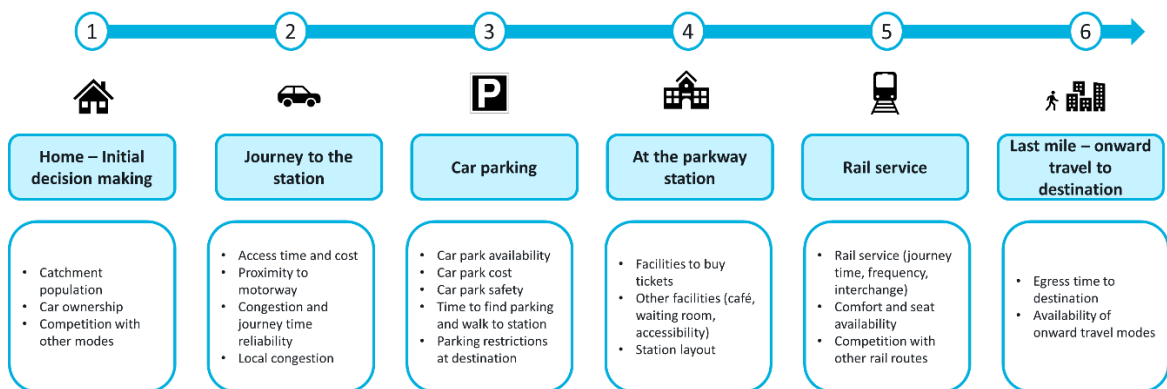 1
2
3
4
5
6
P
Home – Initial
decision making
Journey to the
station
Car parking
At the parkway
station
Rail service
Last mile – onward
travel to
destination
• Catchment
population
• Car ownership
• Competition with
other modes
• Access time and cost
• Proximity to
motorway
• Congestion and
journey time
reliability
• Local congestion
• Car park availability
• Car park cost
• Car park safety
• Time to find parking
and walk to station
• Parking restrictions
at destination
• Facilities to buy
tickets
• Other facilities (café,
waiting room,
accessibility)
• Station layout
• Rail service (journey
time, frequency,
interchange)
• Comfort and seat
availability
• Competition with
other rail routes
• Egress time to
destination
• Availability of
onward travel modes